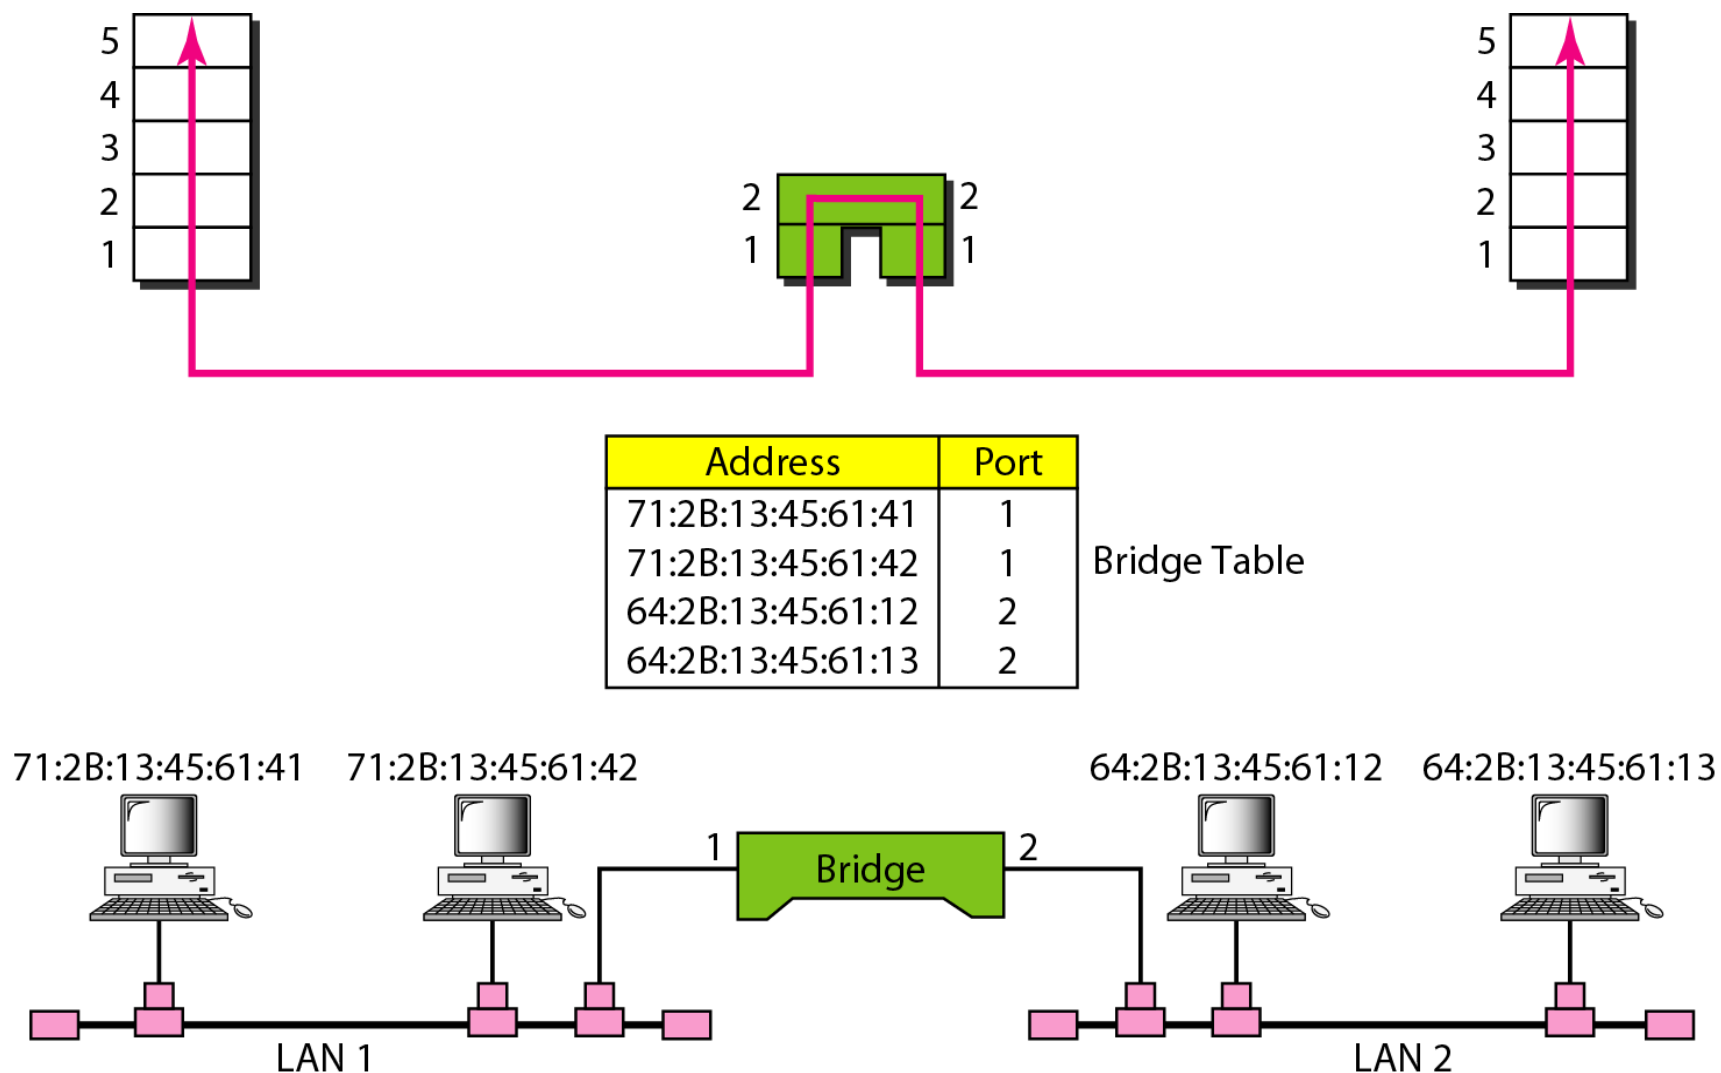 5 5
4 4
3 3
2 2 2 2
1 1 1 1
Address Port
71:2B:13:45:61:41 1
71:2B:13:45:61:42 1
64:2B:13:45:61:12 2
64:2B:13:45:61:13 2
Bridge Table
71:2B:13:45:61:41 71:2B:13:45:61:42 64:2B:13:45:61:12 64:2B:13:45:61:13
1 Bridge 2
LAN 1 LAN 2